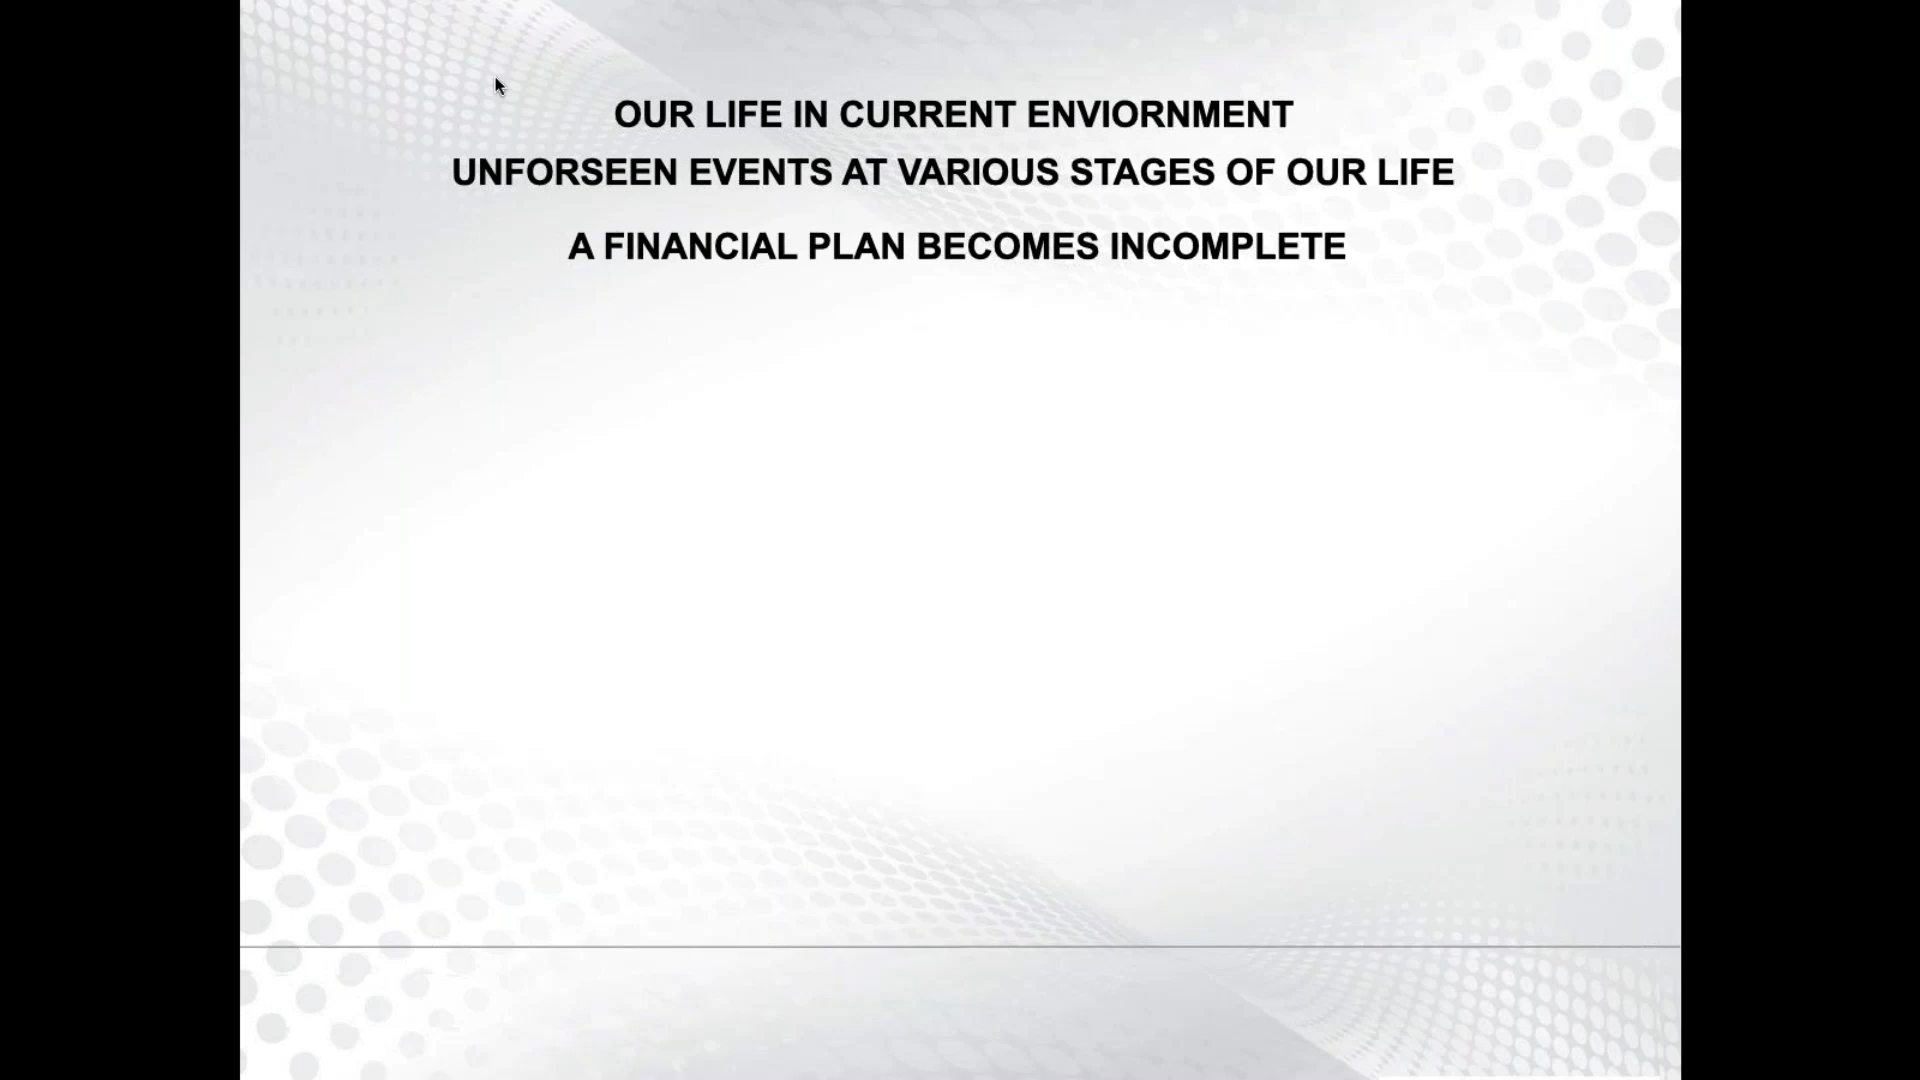 OUR LIFE IN CURRENT ENVIORNMENT
UNFORSEEN EVENTS AT VARIOUS STAGES OF OUR LIFE
A FINANCIAL PLAN BECOMES INCOMPLETE